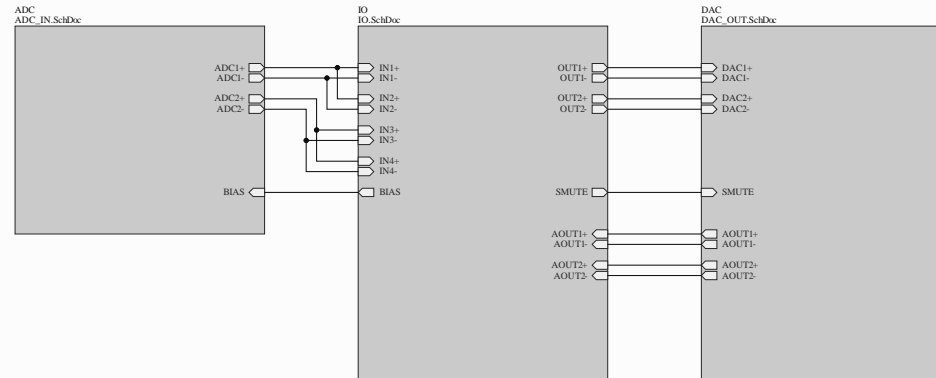 ADC
ADC_IN.SchDoc
ADC1+
ADC1-
ADC2+
ADC2-
BIAS
IO
IO.SchDoc
IN1+
IN1-
IN2+
IN2-
IN3+
IN3-
IN4+
IN4-
BIAS
OUT1+
OUT1-
OUT2+
OUT2-
SMUTE
AOUT1+
AOUT1-
AOUT2+
AOUT2-
DAC
DAC_OUT.SchDoc
DAC1+
DAC1-
DAC2+
DAC2-
SMUTE
AOUT1+
AOUT1-
AOUT2+
AOUT2-